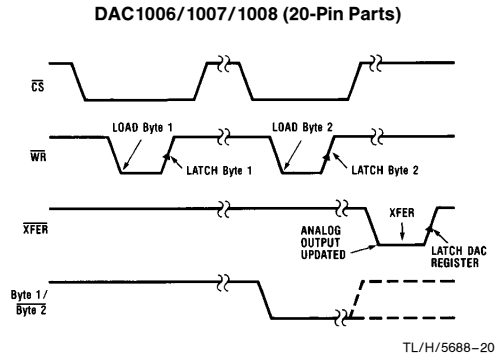 DAC1006/1007/1008 (20-Pin Parts)
CS
LOAD Byte 1
LOAD Byte 2
WR
LATCH Byte 1
LATCH Byte 2
XFER
XFER
ANALOG
OUTPUT
UPDATED
LATCH DAC
REGISTER
Byte 1/
Byte 2
TL/H/5688–20